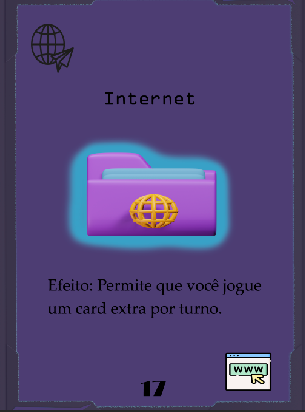 Internet
Efeito: Permite que você jogue
um card extra por turno.
www
17